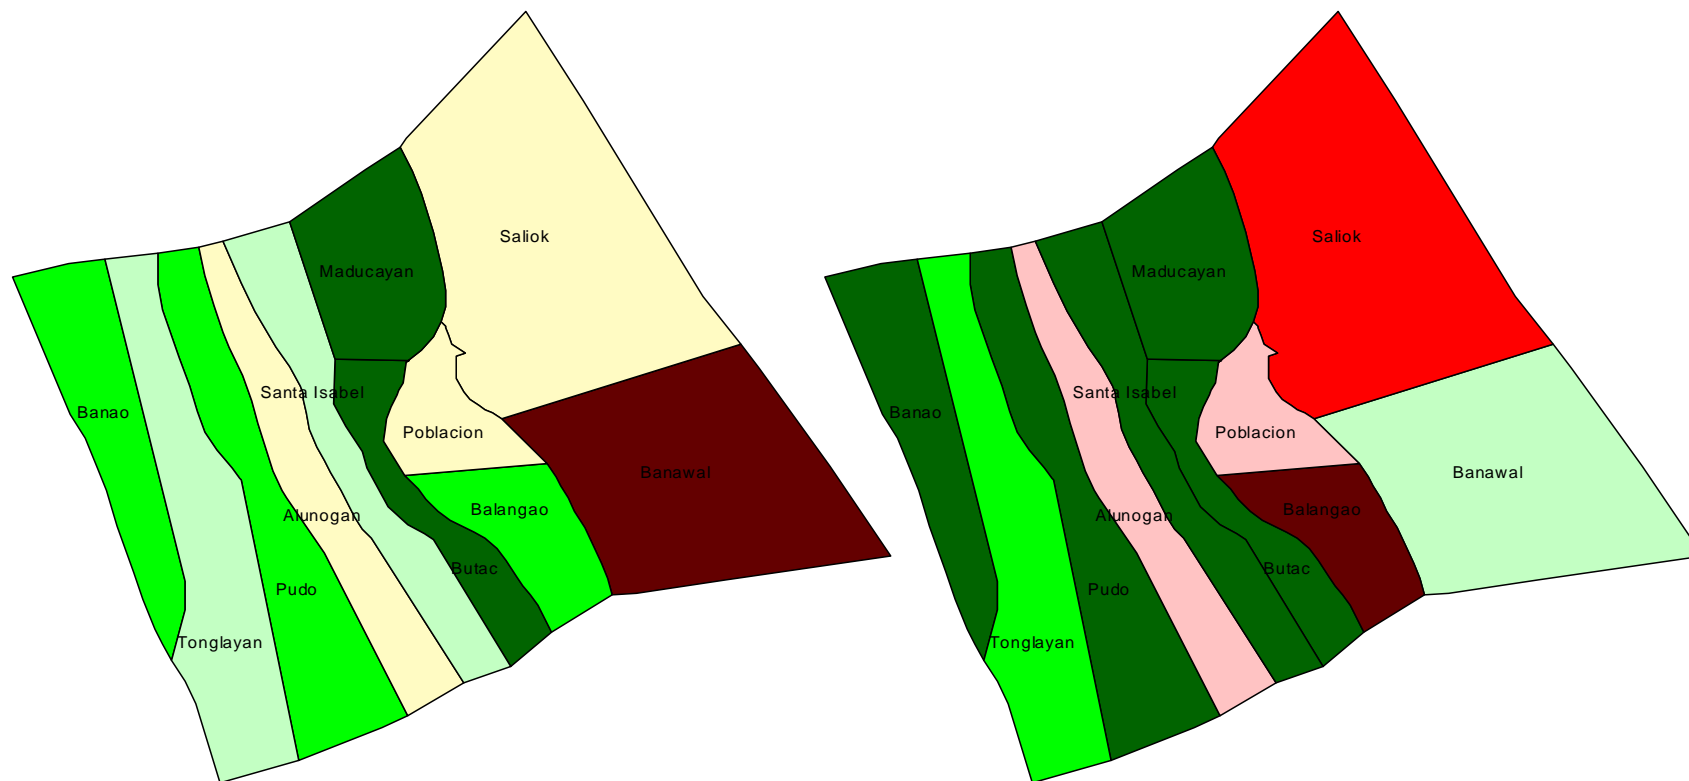 Saliok
Maducayan
Santa Isabel
Banao
Poblacion
Banawal
Balangao
Alunogan
Butac
Pudo
Tonglayan
Saliok
Maducayan
Santa Isabel
Banao
Poblacion
Banawal
Balangao
Alunogan
Butac
Pudo
Tonglayan